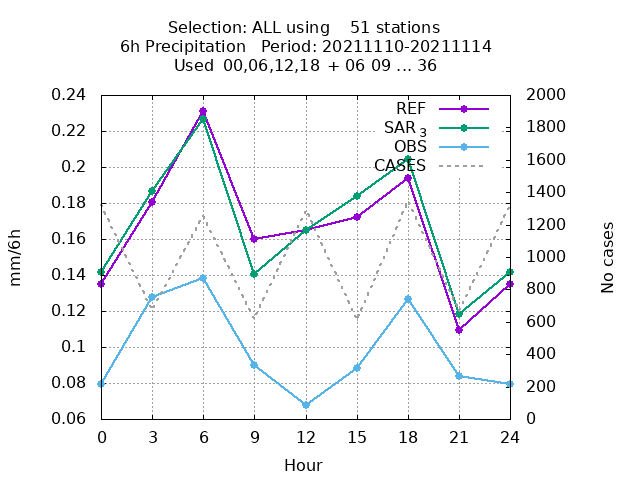 Selection: ALL using 51 stations
6h Precipitation Period: 20211110-20211114
Used 00,06,12,18 + 06 09 ... 36
0.24
0.22
0.2
0.18
0.16
0.14
0.12
0.1
0.08
0.06
mm/6h
REF
SAR 3
OBS
CASES
2000
1800
1600
1400
1200
1000
800
600
400
200
0
No cases
0 3 6 9 12 15 18 21 24
Hour